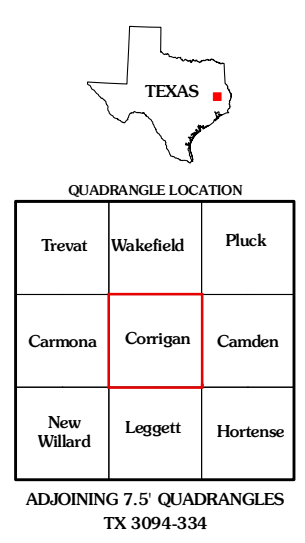 TEXAS
QUADRANGLE LOCATION
Trevat Wakefield Pluck
Carmona Corrigan Camden
New Willard Leggett Hortense
ADJOINING 7.5' QUADRANGLES
TX 3094-334